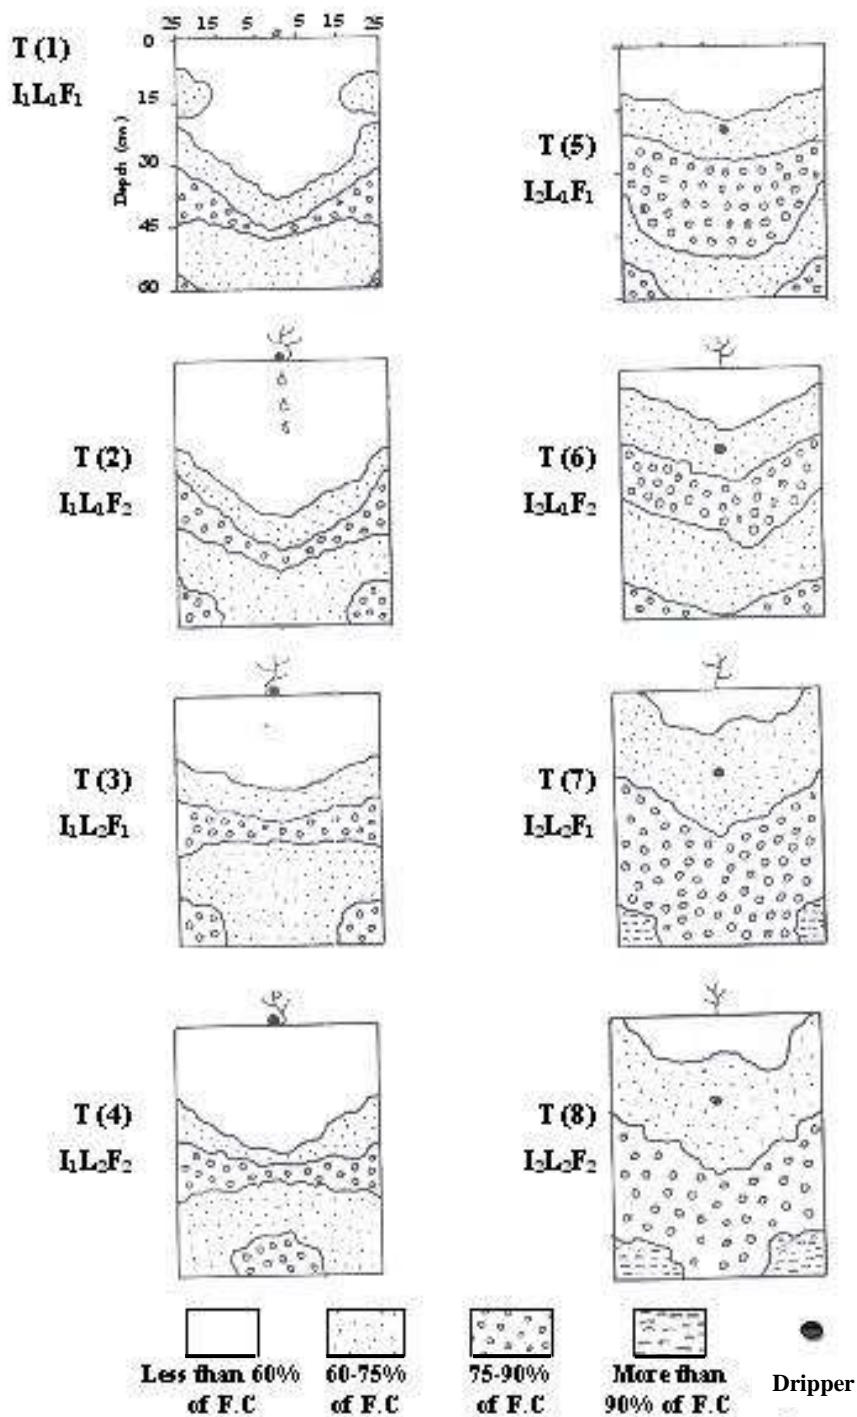 25 15 5 5 15 25
T (1)
I₁L₁F₁
0
15
30
45
60
Depth (cm)
T (5)
I₂L₁F₁
T (2)
I₁L₁F₂
T (6)
I₂L₁F₂
T (3)
I₁L₂F₁
T (7)
I₂L₂F₁
T (4)
I₁L₂F₂
T (8)
I₂L₂F₂
Less than 60%
of F.C
60-75%
of F.C
75-90%
of F.C
More than
90% of F.C
Dripper